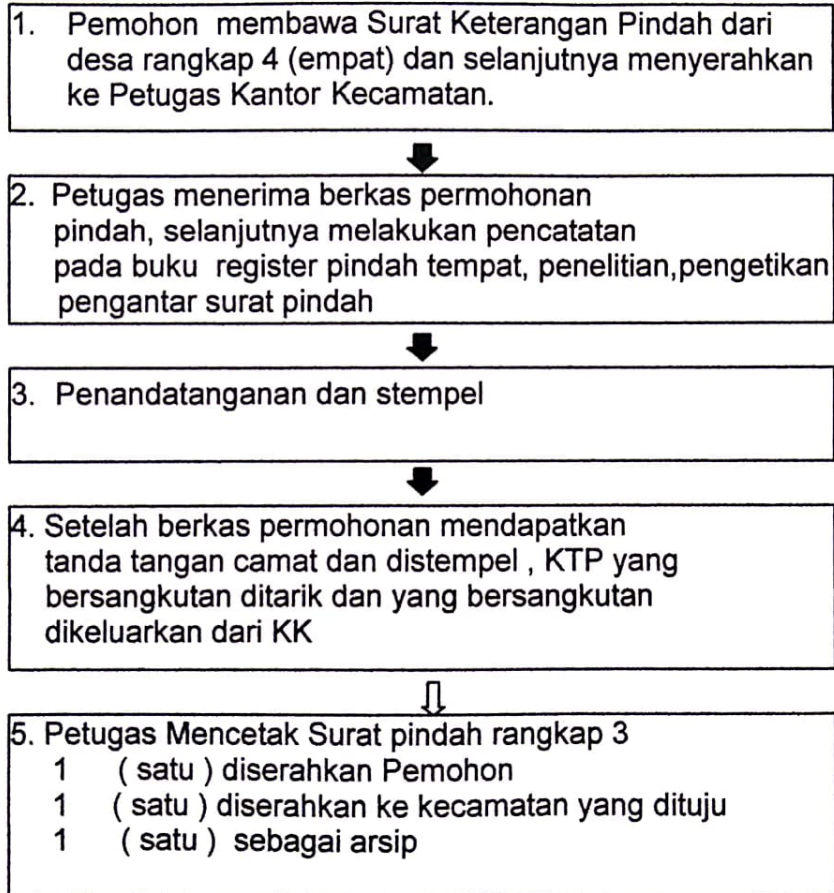 1. Pemohon membawa Surat Keterangan Pindah dari
desa rangkap 4 (empat) dan selanjutnya menyerahkan
ke Petugas Kantor Kecamatan.
2. Petugas menerima berkas permohonan
pindah, selanjutnya melakukan pencatatan
pada buku register pindah tempat, penelitian,pengetikan
pengantar surat pindah
3. Penandatanganan dan stempel
4. Setelah berkas permohonan mendapatkan
tanda tangan camat dan distempel , KTP yang
bersangkutan ditarik dan yang bersangkutan
dikeluarkan dari KK
5. Petugas Mencetak Surat pindah rangkap 3
1 ( satu ) diserahkan Pemohon
1 ( satu ) diserahkan ke kecamatan yang dituju
1 ( satu ) sebagai arsip